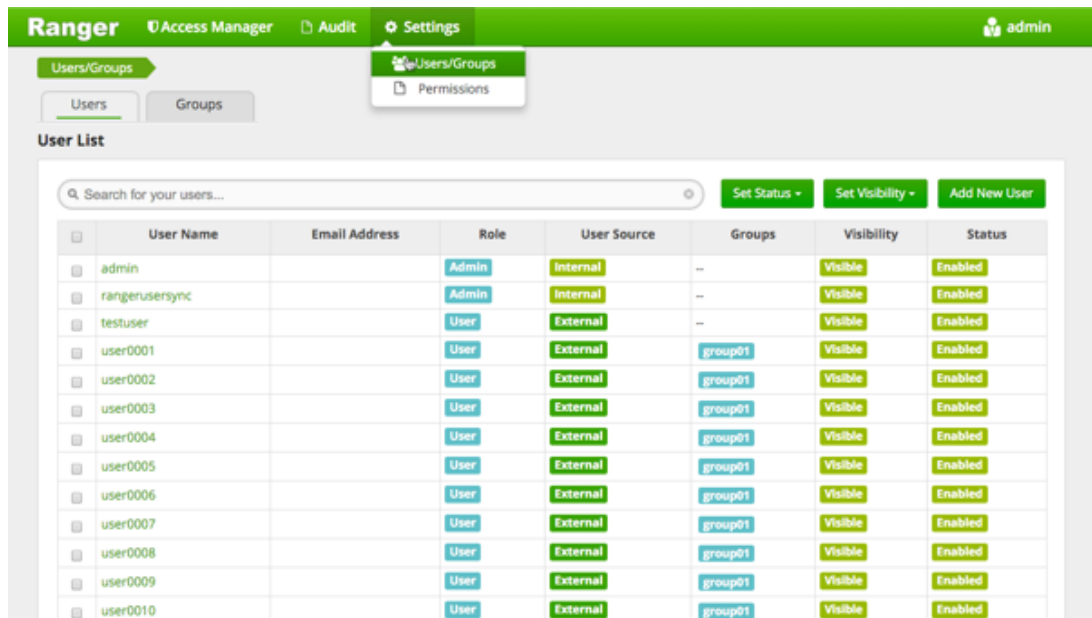 Ranger Access Manager Audit Settings admin
Users/Groups
Users/Groups
Permissions
Users Groups
User List
Search for your users... Set Status Set Visibility Add New User
User Name Email Address Role User Source Groups Visibility Status
admin Admin Internal -- Visible Enabled
rangerusersync Admin Internal -- Visible Enabled
testuser User External -- Visible Enabled
user0001 User External group01 Visible Enabled
user0002 User External group01 Visible Enabled
user0003 User External group01 Visible Enabled
user0004 User External group01 Visible Enabled
user0005 User External group01 Visible Enabled
user0006 User External group01 Visible Enabled
user0007 User External group01 Visible Enabled
user0008 User External group01 Visible Enabled
user0009 User External group01 Visible Enabled
user0010 User External group01 Visible Enabled